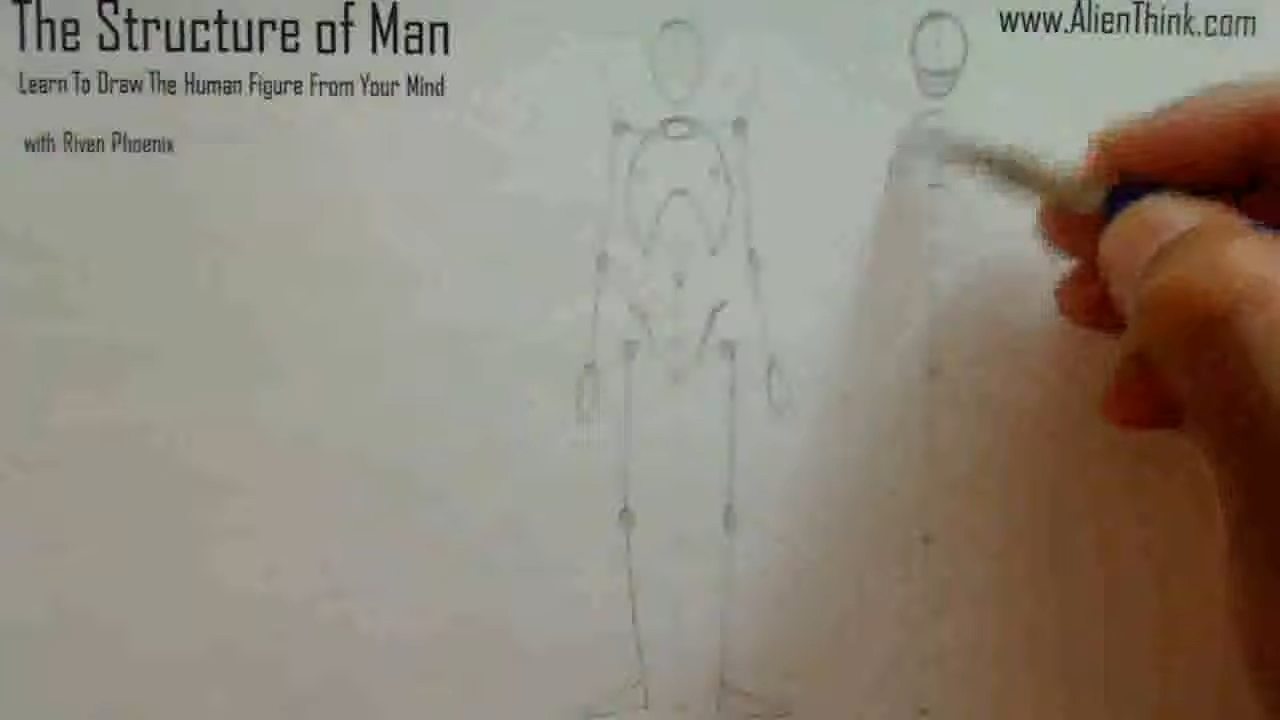 The Structure of Man
www.AlienThink.com
Learn To Draw The Human Figure From Your Mind
with Riven Phoenix